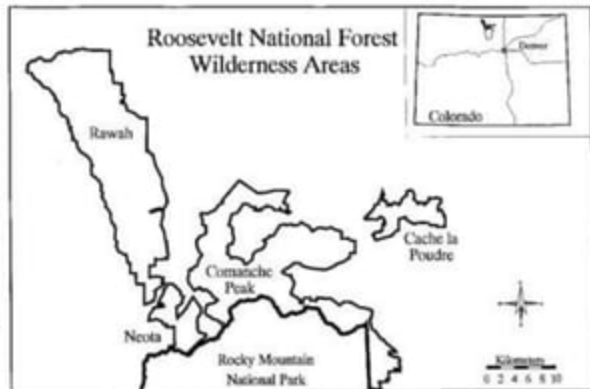 Roosevelt National Forest
Wilderness Areas
Denver
Colorado
Rawah
Cache la
Poudre
Comanche
Peak
Neota
Rocky Mountain
National Park
Kilometers
0 2 4 6 8 10